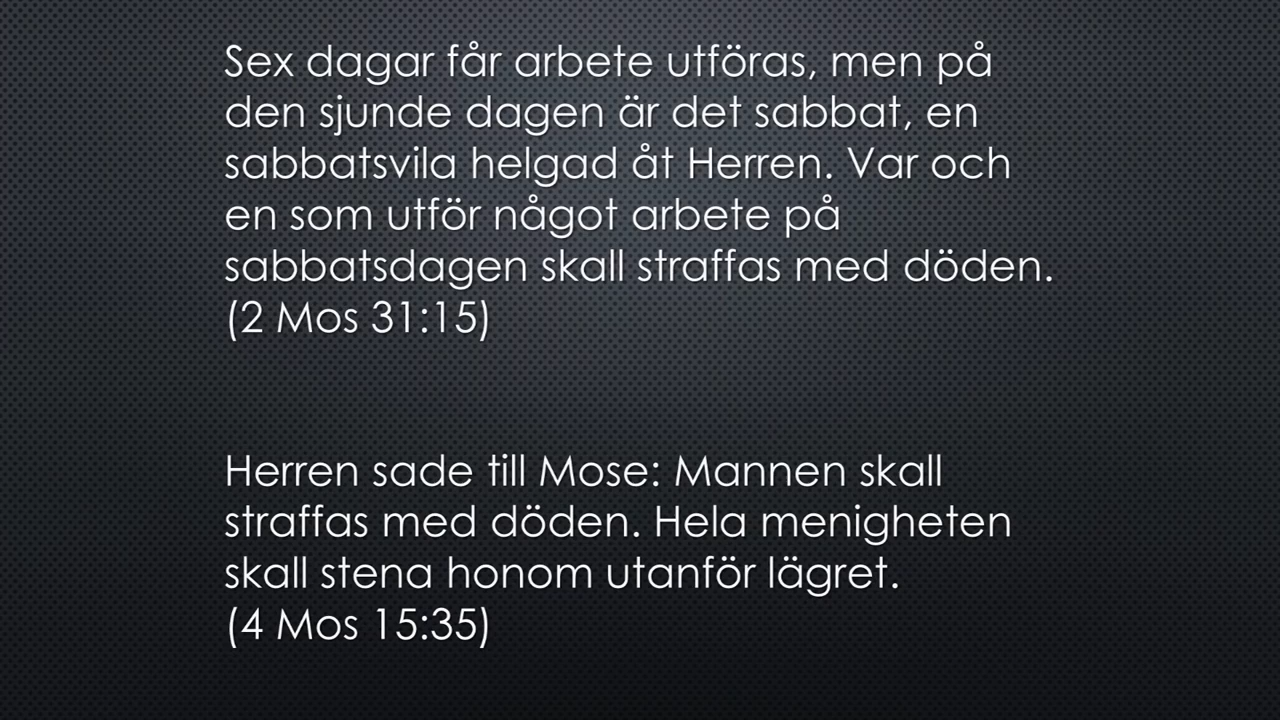 Sex dagar får arbete utföras, men på
den sjunde dagen är det sabbat, en
sabbatsvila helgad åt Herren. Var och
en som utför något arbete på
sabbatsdagen skall straffas med döden.
(2 Mos 31:15)
Herren sade till Mose: Mannen skall
straffas med döden. Hela menigheten
skall stena honom utanför lägret.
(4 Mos 15:35)